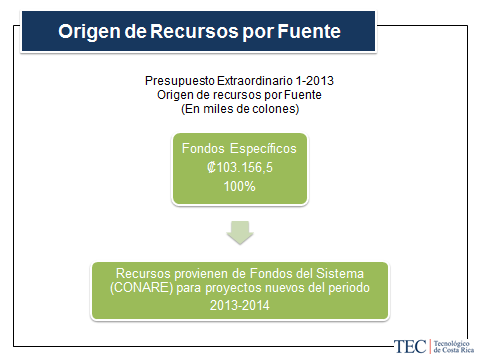 Origen de Recursos por Fuente
Presupuesto Extraordinario 1-2013
Origen de recursos por Fuente
(En miles de colones)
Fondos Específicos
₡103.156,5
100%
Recursos provienen de Fondos del Sistema
(CONARE) para proyectos nuevos del periodo
2013-2014
TEC Tecnológico
de Costa Rica